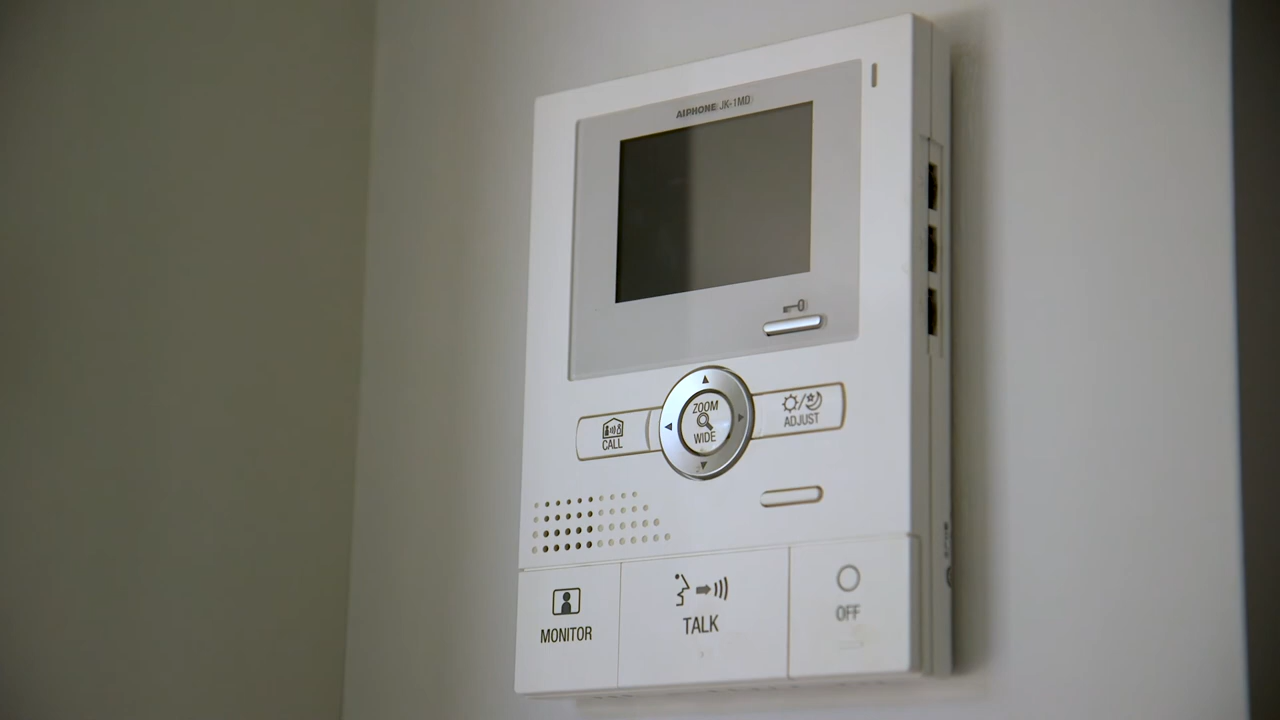 AIPHONE JK-1MD
ZOOM
WIDE
CALL
ADJUST
MONITOR
TALK
OFF